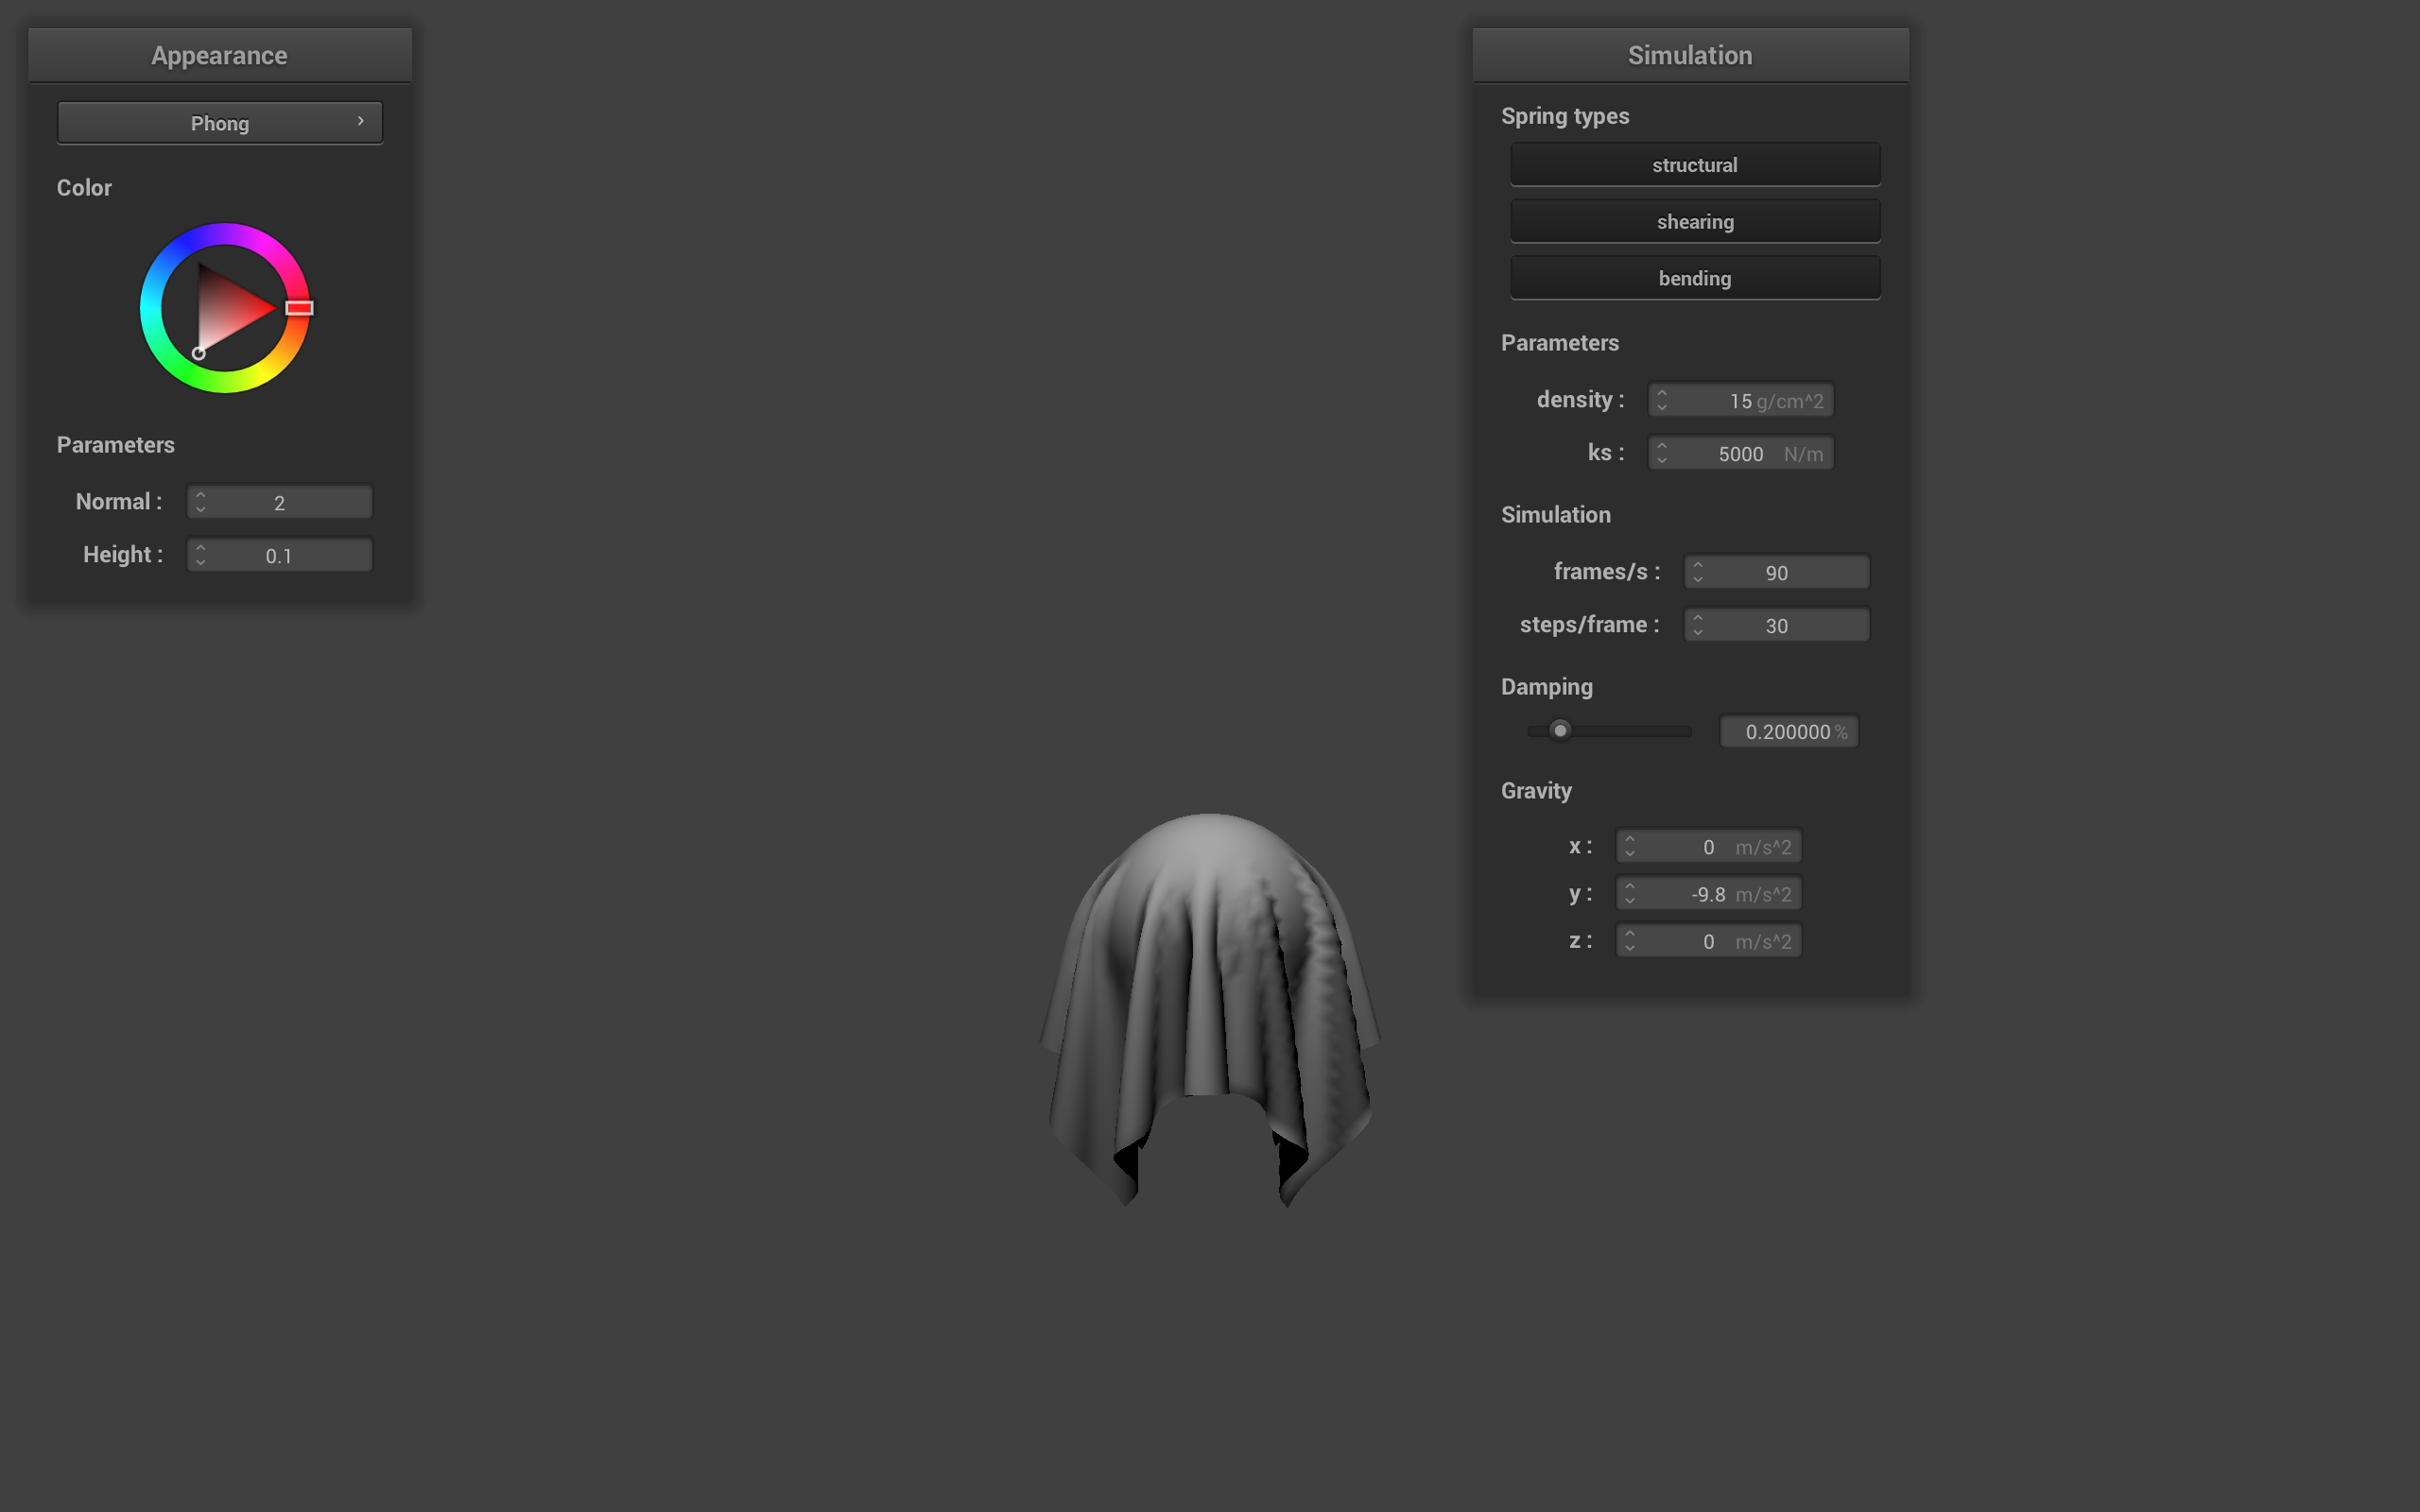 Appearance
Phong
Color
Parameters
Normal : 2
Height : 0.1
Simulation
Spring types
structural
shearing
bending
Parameters
density : 15 g/cm^2
ks : 5000 N/m
Simulation
frames/s : 90
steps/frame : 30
Damping
0.200000 %
Gravity
x : 0 m/s^2
y : -9.8 m/s^2
z : 0 m/s^2